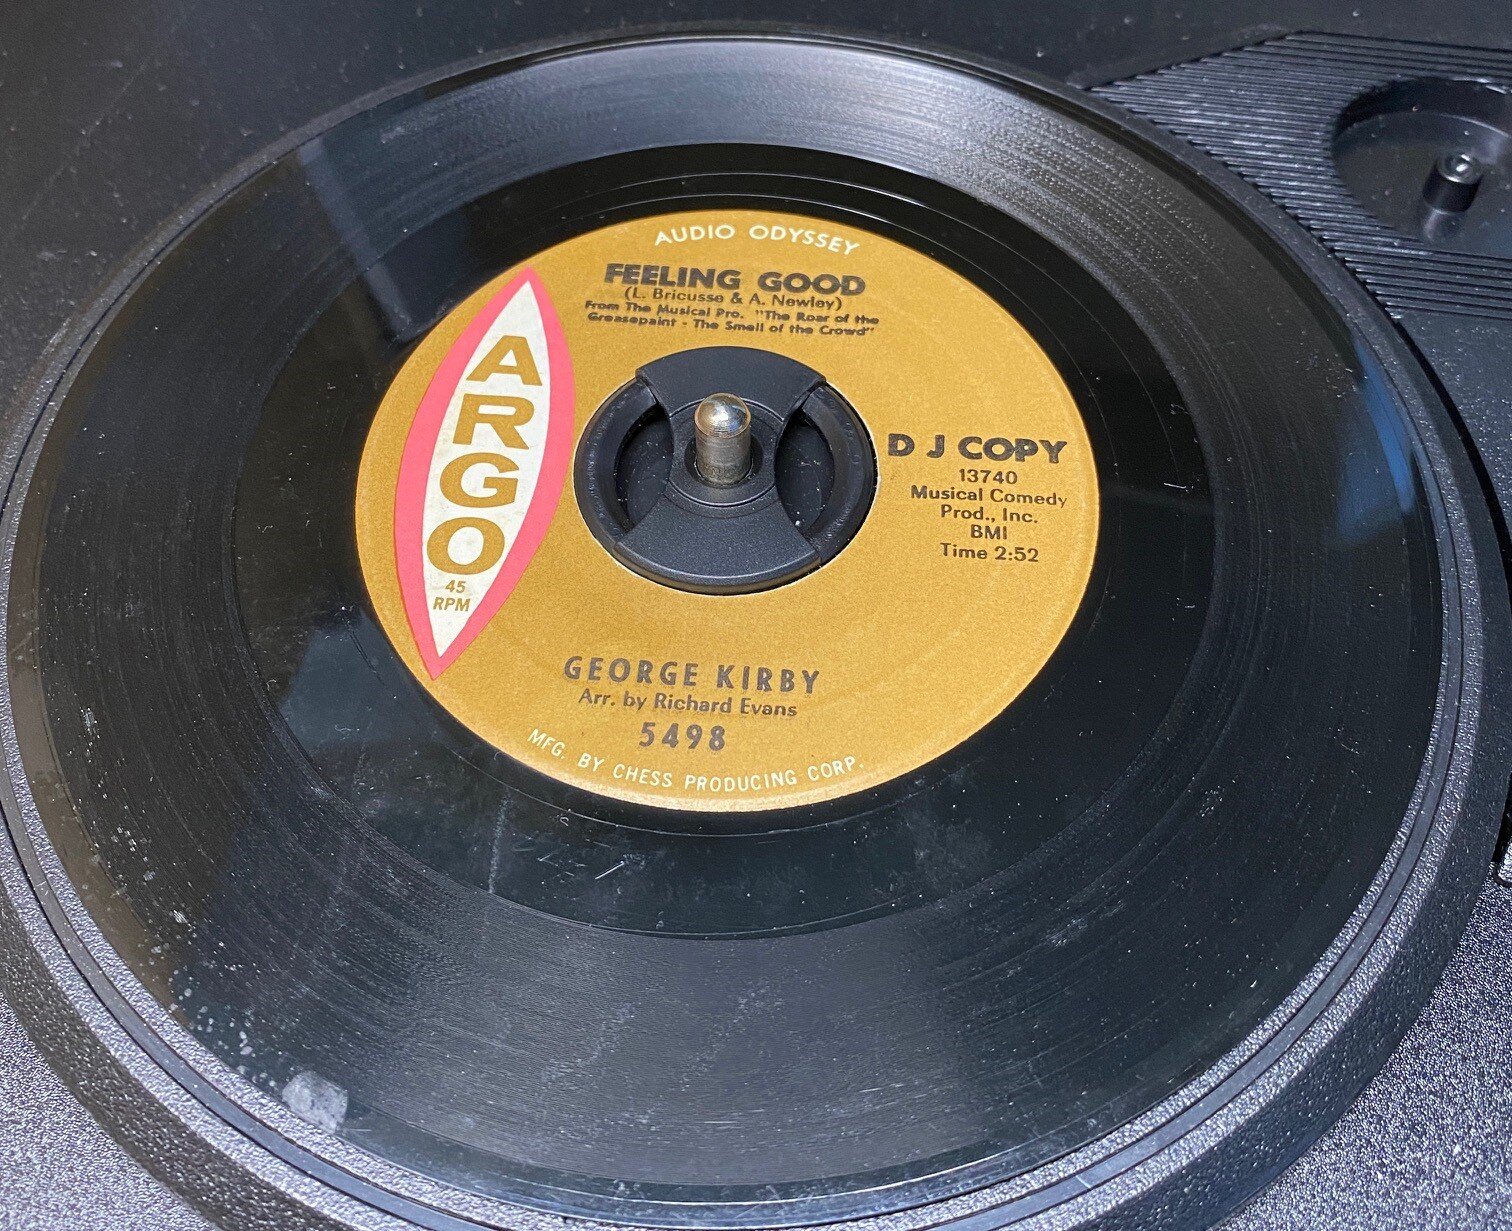 AUDIO ODYSSEY
FEELING GOOD
(L. Bricusse & A. Newley)
From The Musical Pro. "The Roar of the
Greasepaint - The Smell of the Crowd"
ARGO
45
RPM
D J COPY
13740
Musical Comedy
Prod., Inc.
BMI
Time 2:52
GEORGE KIRBY
Arr. by Richard Evans
5498
MFG. BY CHESS PRODUCING CORP.